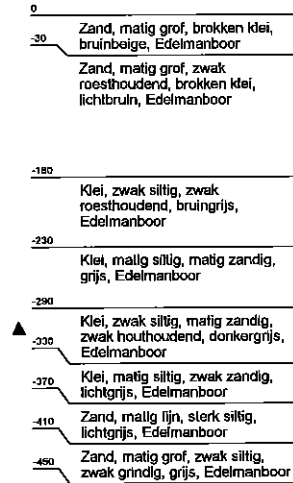 0
Zand, matig grof, brokken klei,
bruinbeige, Edelmanboor
-30
Zand, matig grof, zwak
roesthoudend, brokken klei,
lichtbruin, Edelmanboor
-180
Klei, zwak siltig, zwak
roesthoudend, bruingrijs,
Edelmanboor
-230
Klei, matig siltig, matig zandig,
grijs, Edelmanboor
-290
Klei, zwak siltig, matig zandig,
zwak houthoudend, donkergrijs,
Edelmanboor
-330
Klei, matig siltig, zwak zandig,
lichtgrijs, Edelmanboor
-370
Zand, matig fijn, sterk siltig,
lichtgrijs, Edelmanboor
-410
Zand, matig grof, zwak siltig,
zwak grindig, grijs, Edelmanboor
-450